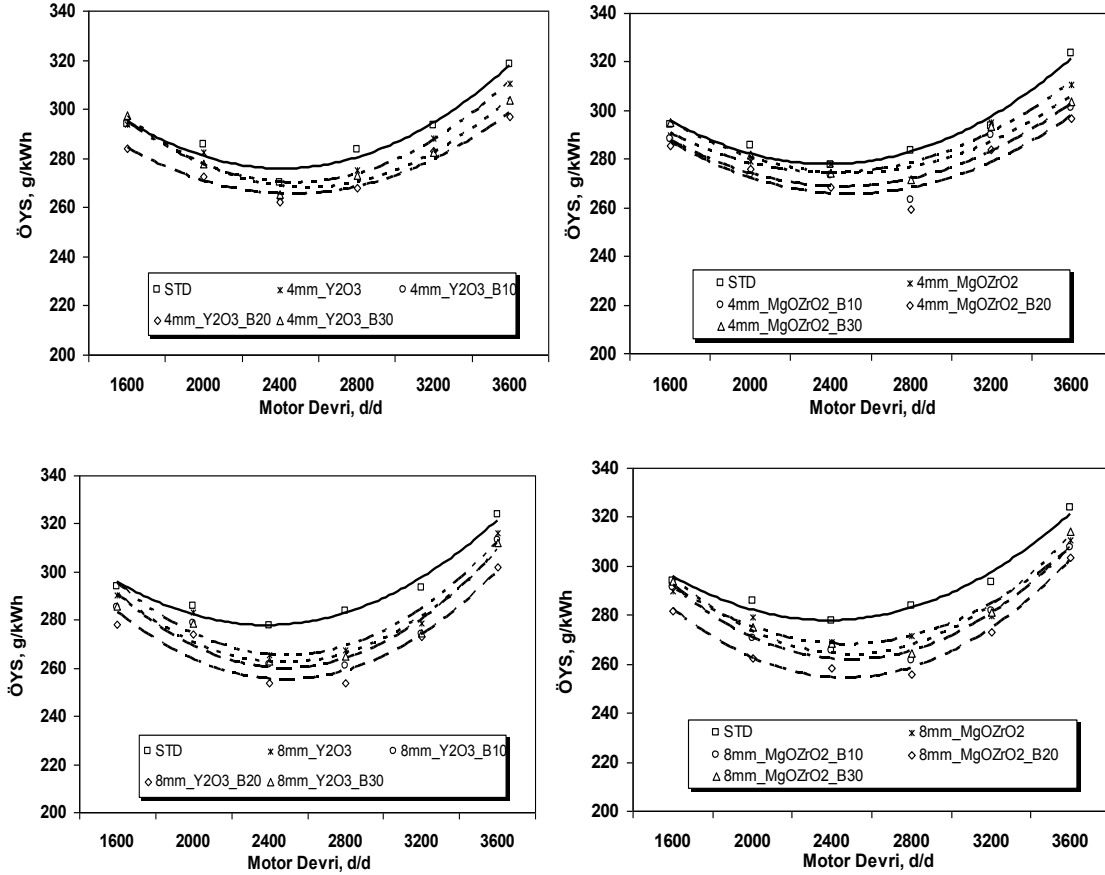 340
320
300
280
260
240
220
200
ÖYS, g/kWh
STD 4mm_Y2O3 4mm_Y2O3_B10
4mm_Y2O3_B20 4mm_Y2O3_B30
1600 2000 2400 2800 3200 3600
Motor Devri, d/d
340
320
300
280
260
240
220
200
ÖYS, g/kWh
STD 4mm_MgOZrO2
4mm_MgOZrO2_B10 4mm_MgOZrO2_B20
4mm_MgOZrO2_B30
1600 2000 2400 2800 3200 3600
Motor Devri, d/d
340
320
300
280
260
240
220
200
ÖYS, g/kWh
STD 8mm_Y2O3 8mm_Y2O3_B10
8mm_Y2O3_B20 8mm_Y2O3_B30
1600 2000 2400 2800 3200 3600
Motor Devri, d/d
340
320
300
280
260
240
220
200
ÖYS, g/kWh
STD 8mm_MgOZrO2
8mm_MgOZrO2_B10 8mm_MgOZrO2_B20
8mm_MgOZrO2_B30
1600 2000 2400 2800 3200 3600
Motor Devri, d/d